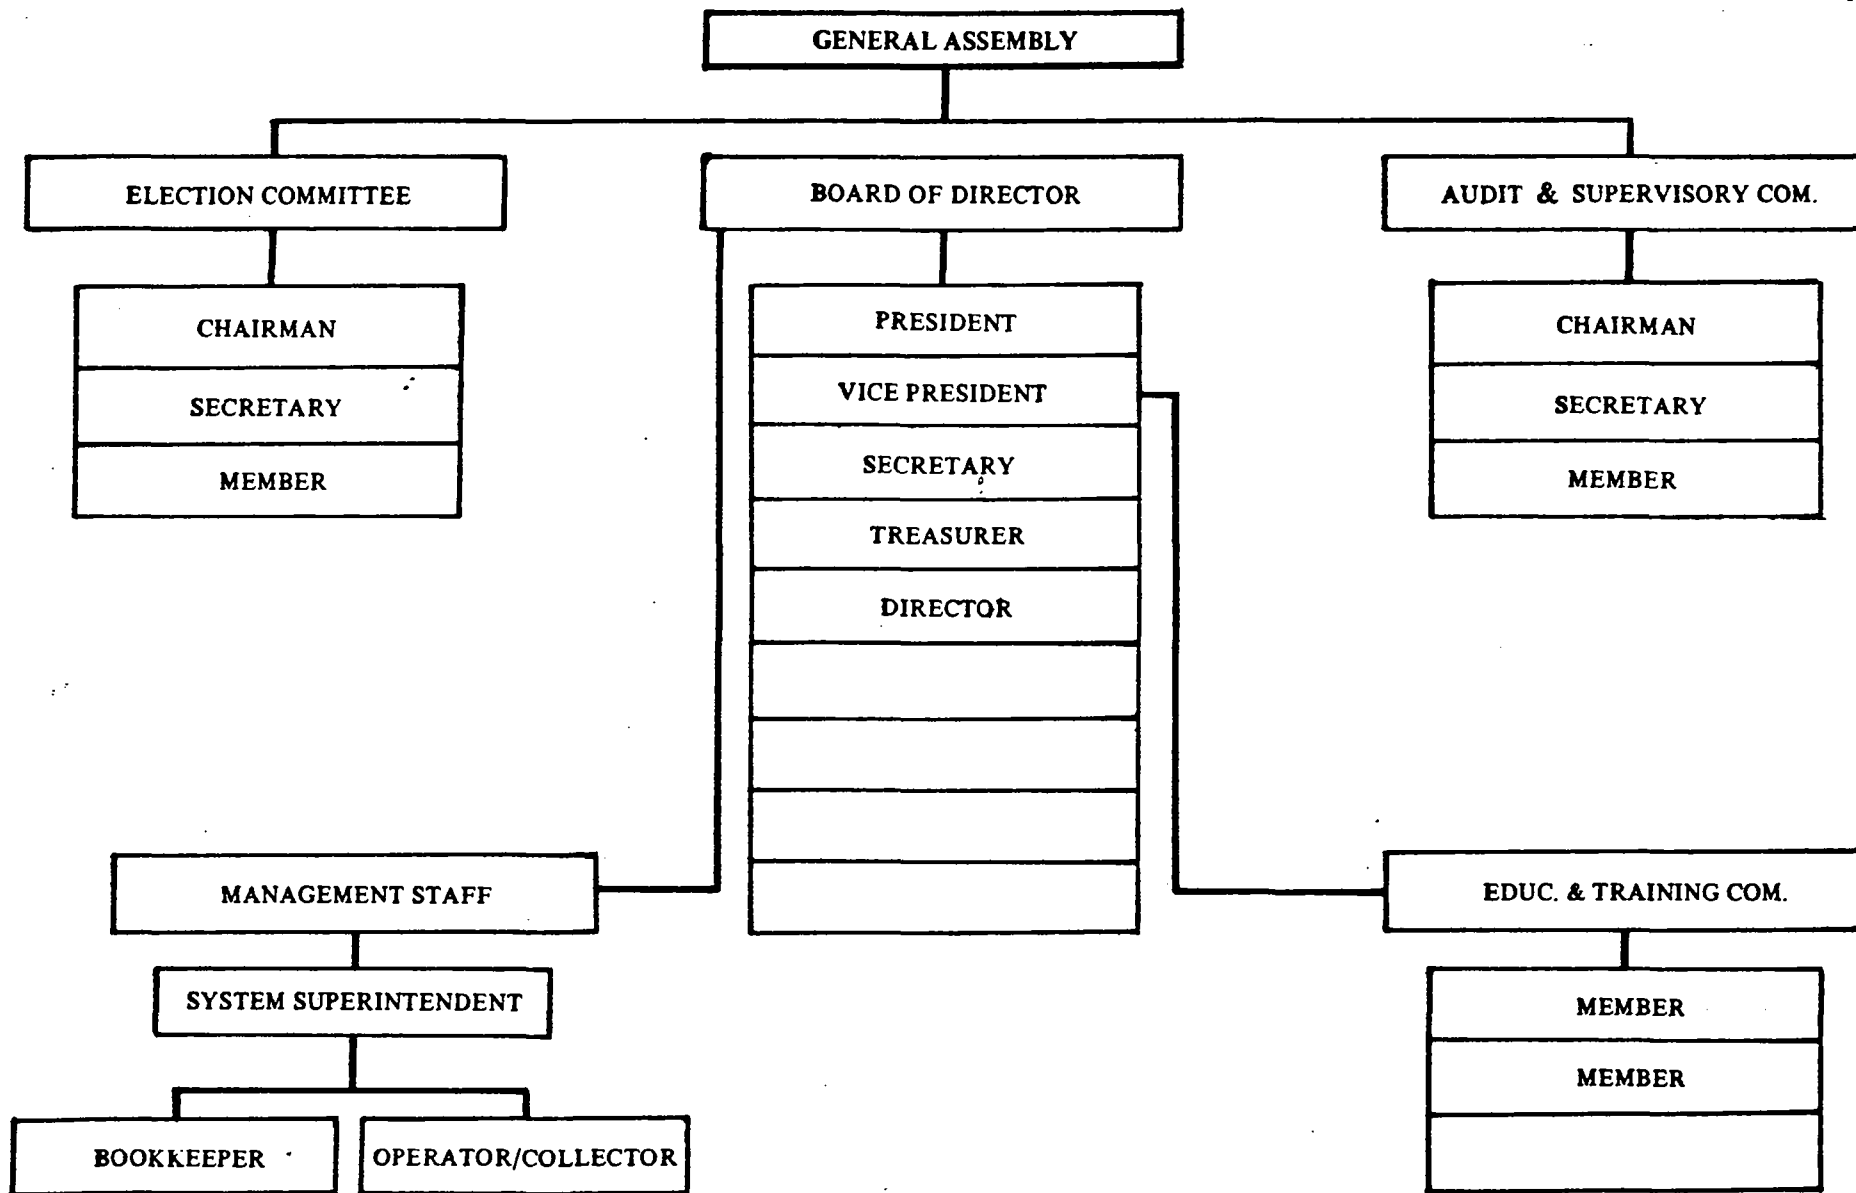 GENERAL ASSEMBLY
ELECTION COMMITTEE
BOARD OF DIRECTOR
AUDIT & SUPERVISORY COM.
CHAIRMAN
SECRETARY
MEMBER
PRESIDENT
VICE PRESIDENT
SECRETARY
TREASURER
DIRECTOR
CHAIRMAN
SECRETARY
MEMBER
MANAGEMENT STAFF
SYSTEM SUPERINTENDENT
BOOKKEEPER
OPERATOR/COLLECTOR
EDUC. & TRAINING COM.
MEMBER
MEMBER